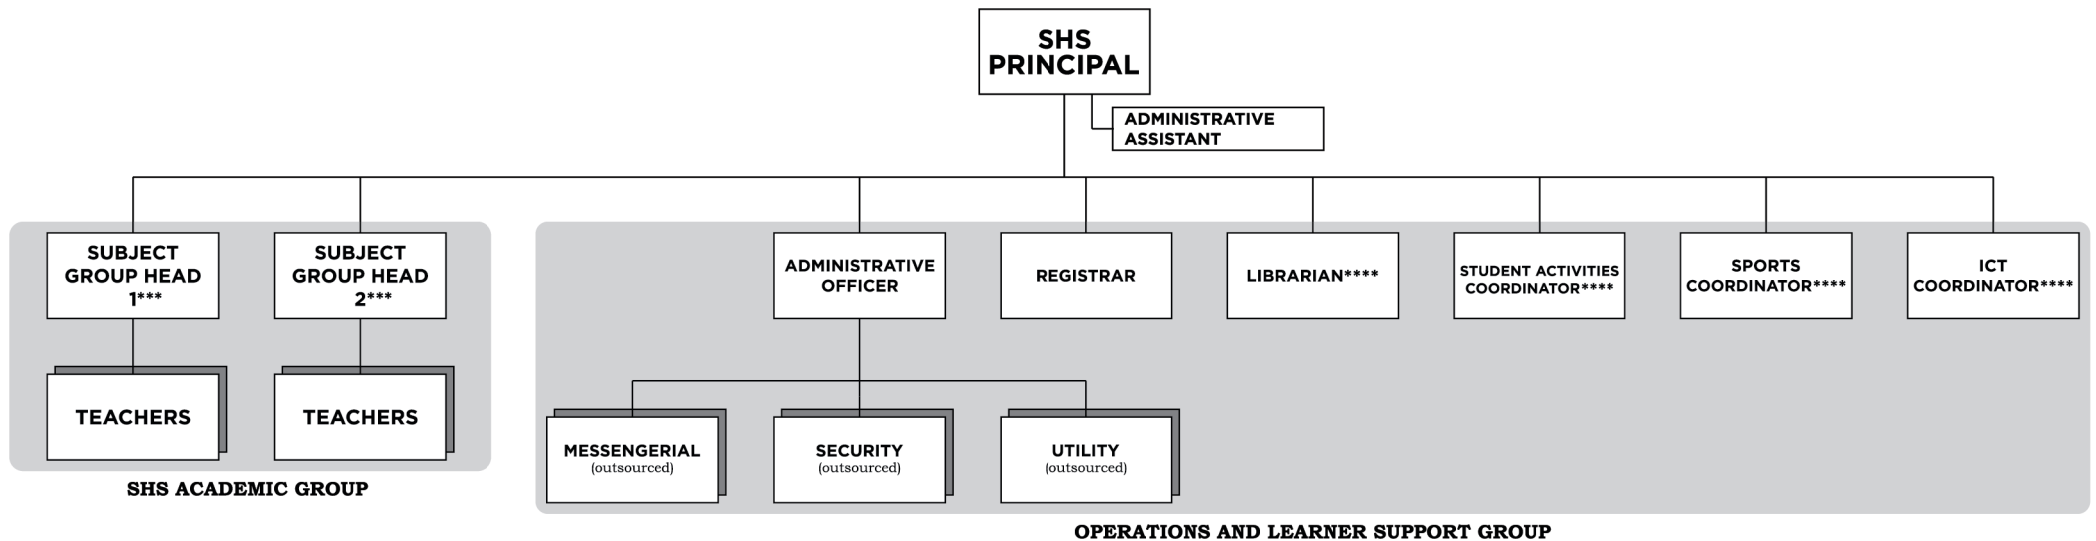 SHS
PRINCIPAL
ADMINISTRATIVE
ASSISTANT
SUBJECT
GROUP HEAD
1***
SUBJECT
GROUP HEAD
2***
ADMINISTRATIVE
OFFICER
REGISTRAR
LIBRARIAN****
STUDENT ACTIVITIES
COORDINATOR****
SPORTS
COORDINATOR****
ICT
COORDINATOR****
TEACHERS
TEACHERS
MESSENGERIAL
(outsourced)
SECURITY
(outsourced)
UTILITY
(outsourced)
SHS ACADEMIC GROUP
OPERATIONS AND LEARNER SUPPORT GROUP